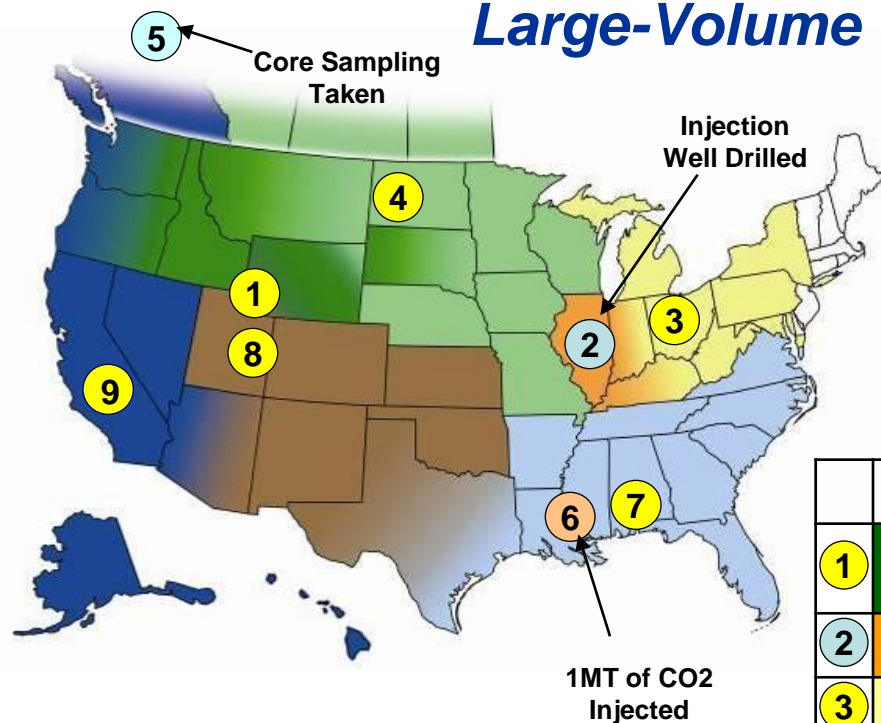 Large-Volume
5
Core Sampling
Taken
Injection
Well Drilled
4
1
2
3
8
9
6
7
1MT of CO2
Injected
1
2
3